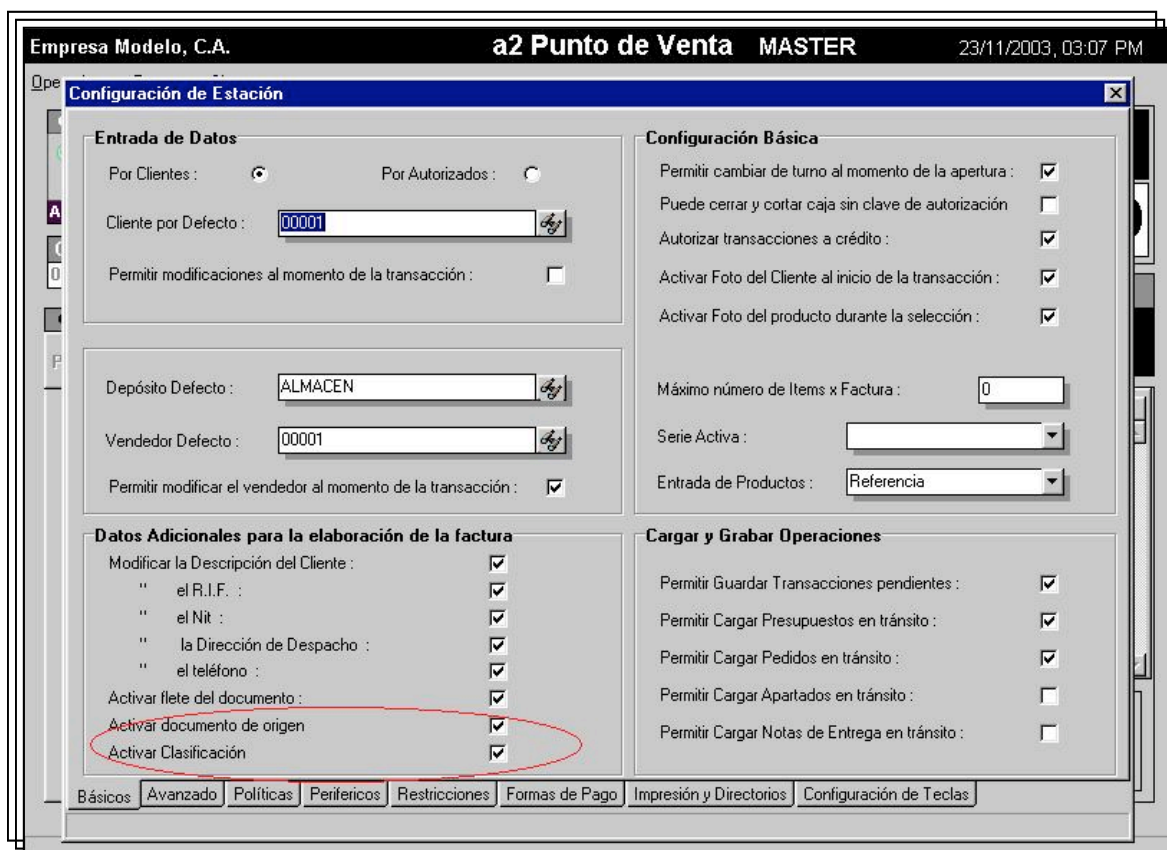 Empresa Modelo, C.A. a2 Punto de Venta MASTER 23/11/2003, 03:07 PM
Ope
Configuración de Estación
Entrada de Datos
Por Clientes : Por Autorizados :
Cliente por Defecto : 00001
Permitir modificaciones al momento de la transacción :
Depósito Defecto : ALMACEN
Vendedor Defecto : 00001
Permitir modificar el vendedor al momento de la transacción :
Datos Adicionales para la elaboración de la factura
Modificar la Descripción del Cliente :
" el R.I.F. :
" el Nit :
" la Dirección de Despacho :
" el teléfono :
Activar flete del documento :
Activar documento de origen
Activar Clasificación
Configuración Básica
Permitir cambiar de turno al momento de la apertura :
Puede cerrar y cortar caja sin clave de autorización
Autorizar transacciones a crédito :
Activar Foto del Cliente al inicio de la transacción :
Activar Foto del producto durante la selección :
Máximo número de Items x Factura : 0
Serie Activa :
Entrada de Productos : Referencia
Cargar y Grabar Operaciones
Permitir Guardar Transacciones pendientes :
Permitir Cargar Presupuestos en tránsito :
Permitir Cargar Pedidos en tránsito :
Permitir Cargar Apartados en tránsito :
Permitir Cargar Notas de Entrega en tránsito :
Básicos Avanzado Políticas Perifericos Restricciones Formas de Pago Impresión y Directorios Configuración de Teclas